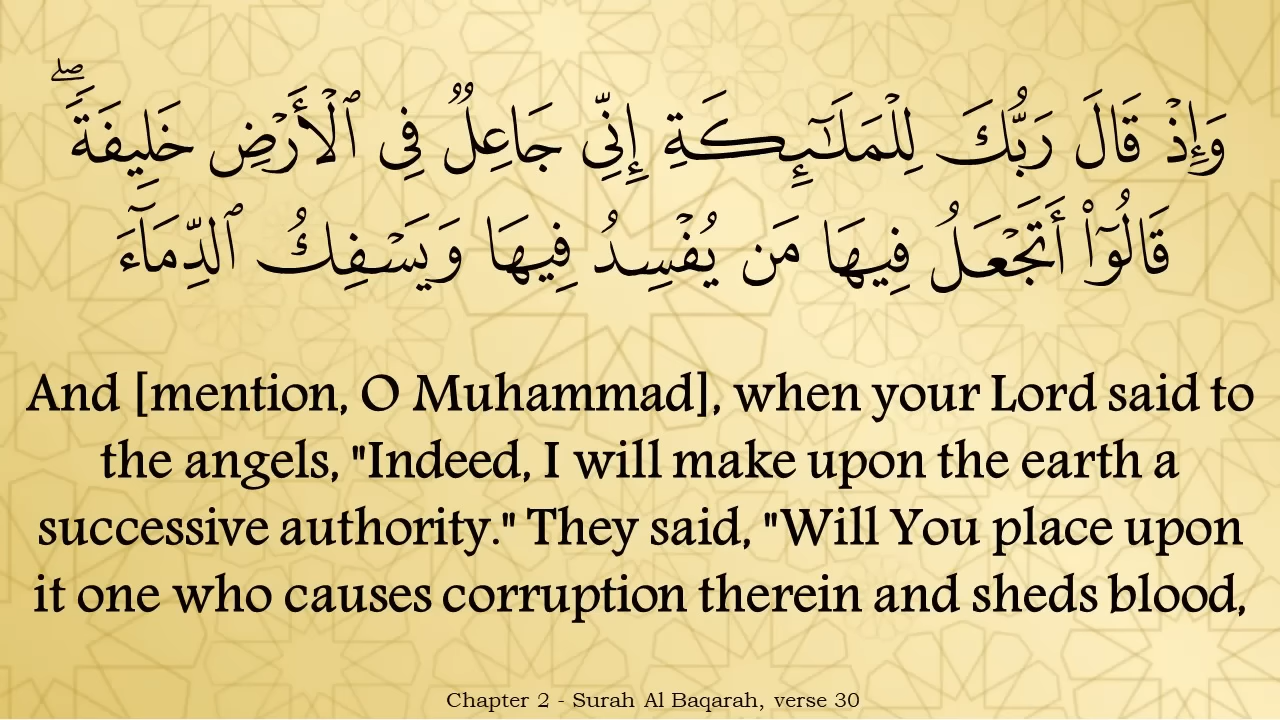 وَإِذْ قَالَ رَبُّكَ لِلْمَلَـٰٓئِكَةِ إِنِّى جَاعِلٌۭ فِى ٱلْأَرْضِ خَلِيفَةًۭ ۖ
قَالُوٓا۟ أَتَجْعَلُ فِيهَا مَن يُفْسِدُ فِيهَا وَيَسْفِكُ ٱلدِّمَآءَ
And [mention, O Muhammad], when your Lord said to
the angels, "Indeed, I will make upon the earth a
successive authority." They said, "Will You place upon
it one who causes corruption therein and sheds blood,
Chapter 2 - Surah Al Baqarah, verse 30